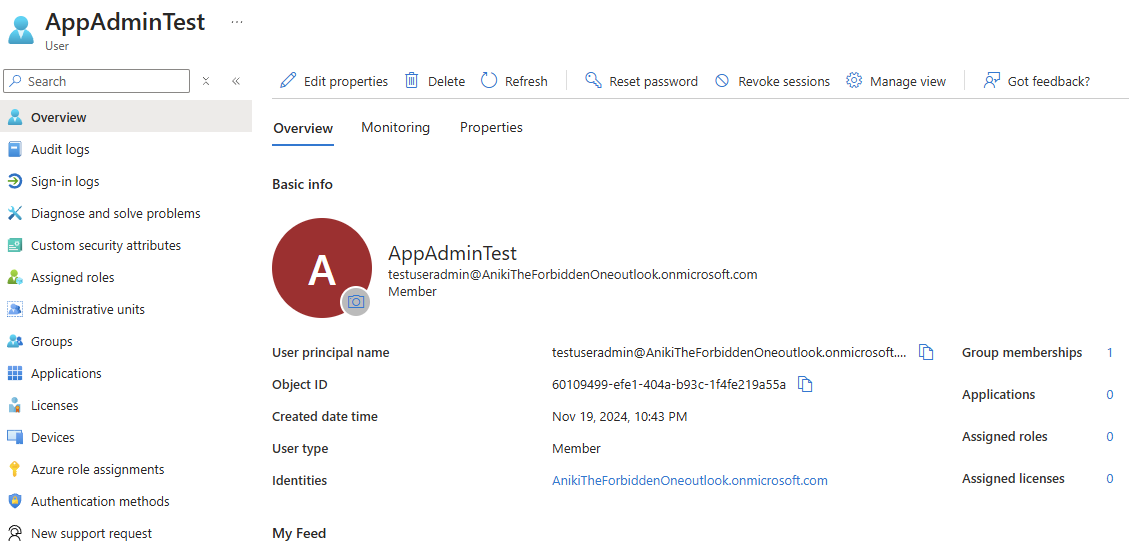 AppAdminTest ...
User
Search
Edit properties Delete Refresh Reset password Revoke sessions Manage view Got feedback?
Overview
Audit logs
Sign-in logs
Diagnose and solve problems
Custom security attributes
Assigned roles
Administrative units
Groups
Applications
Licenses
Devices
Azure role assignments
Authentication methods
New support request
Overview Monitoring Properties
Basic info
A
AppAdminTest
testuseradmin@AnikiTheForbiddenOneoutlook.onmicrosoft.com
Member
User principal name testuseradmin@AnikiTheForbiddenOneoutlook.onmicrosoft....
Object ID 60109499-efe1-404a-b93c-1f4fe219a55a
Created date time Nov 19, 2024, 10:43 PM
User type Member
Identities AnikiTheForbiddenOneoutlook.onmicrosoft.com
Group memberships 1
Applications 0
Assigned roles 0
Assigned licenses 0
My Feed